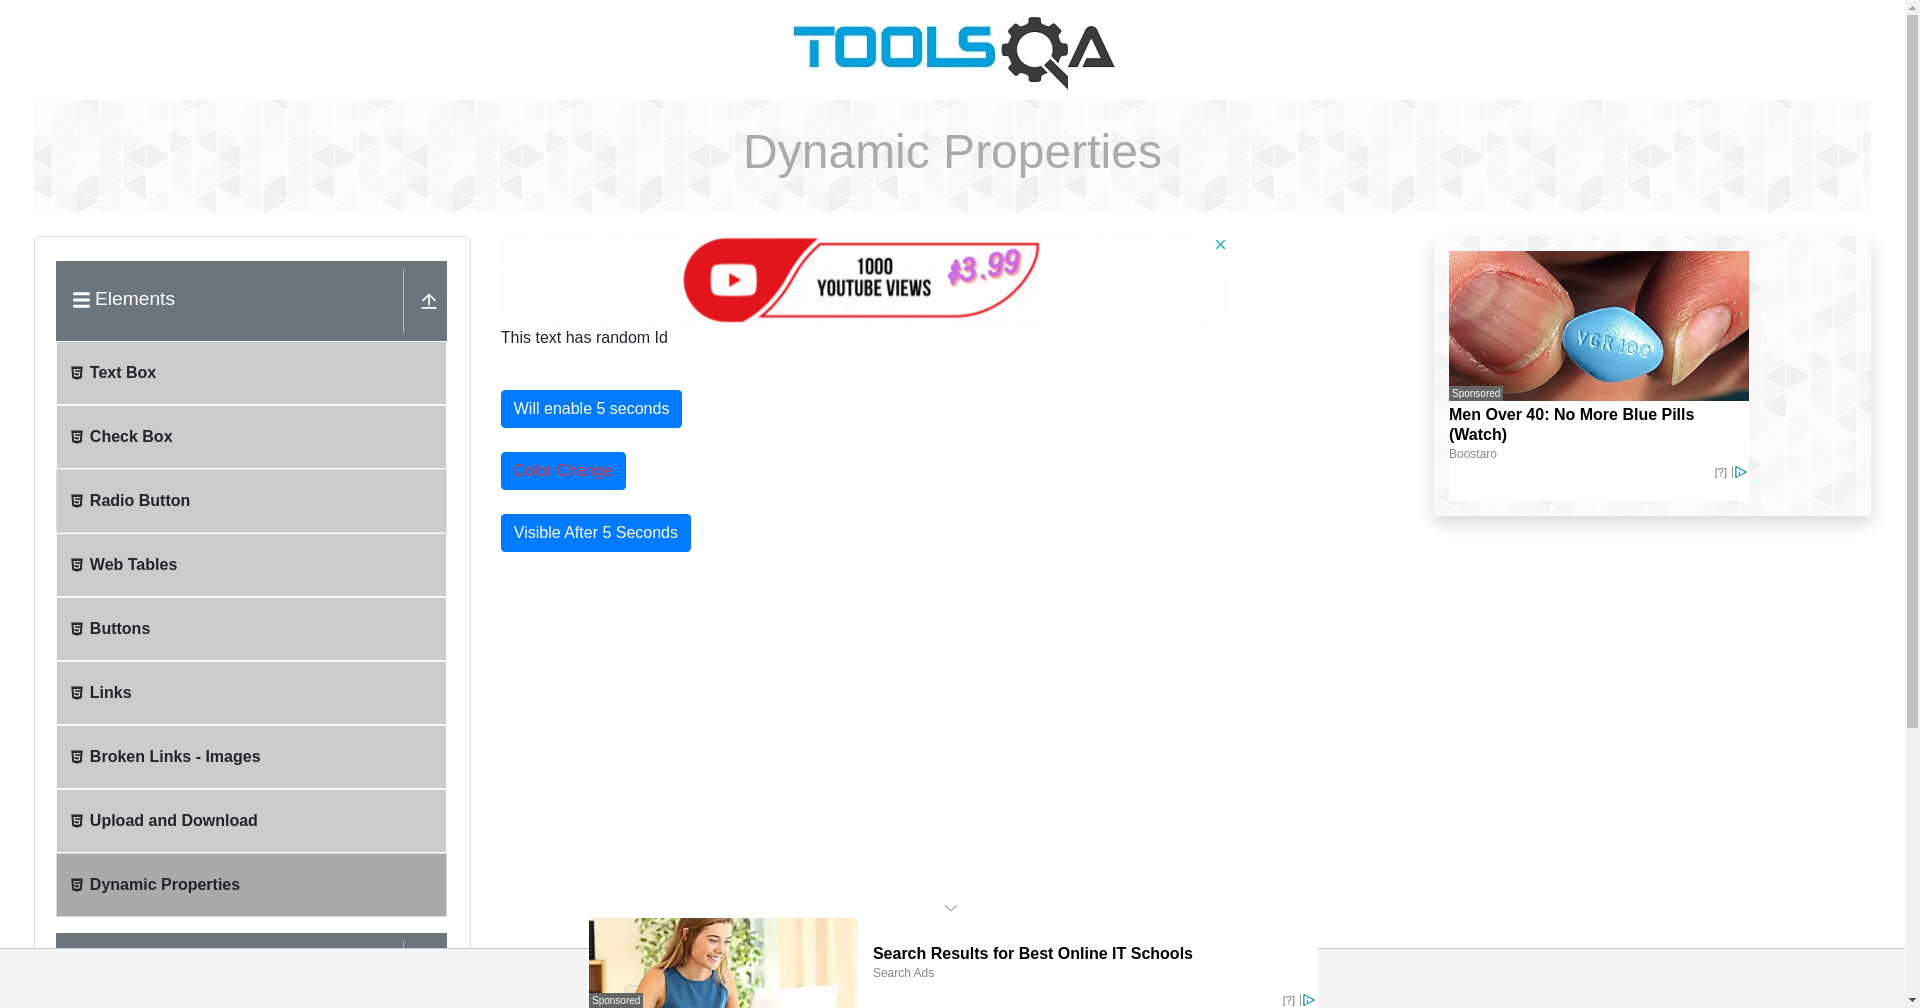 TOOLSQA
Dynamic Properties
Elements
Text Box
Check Box
Radio Button
Web Tables
Buttons
Links
Broken Links - Images
Upload and Download
Dynamic Properties
1000
YOUTUBE VIEWS
$3.99
This text has random Id
Will enable 5 seconds
Color Change
Visible After 5 Seconds
VGR 100
Sponsored
Men Over 40: No More Blue Pills
(Watch)
Boostaro
[?]
Search Results for Best Online IT Schools
Search Ads
Sponsored
[?]